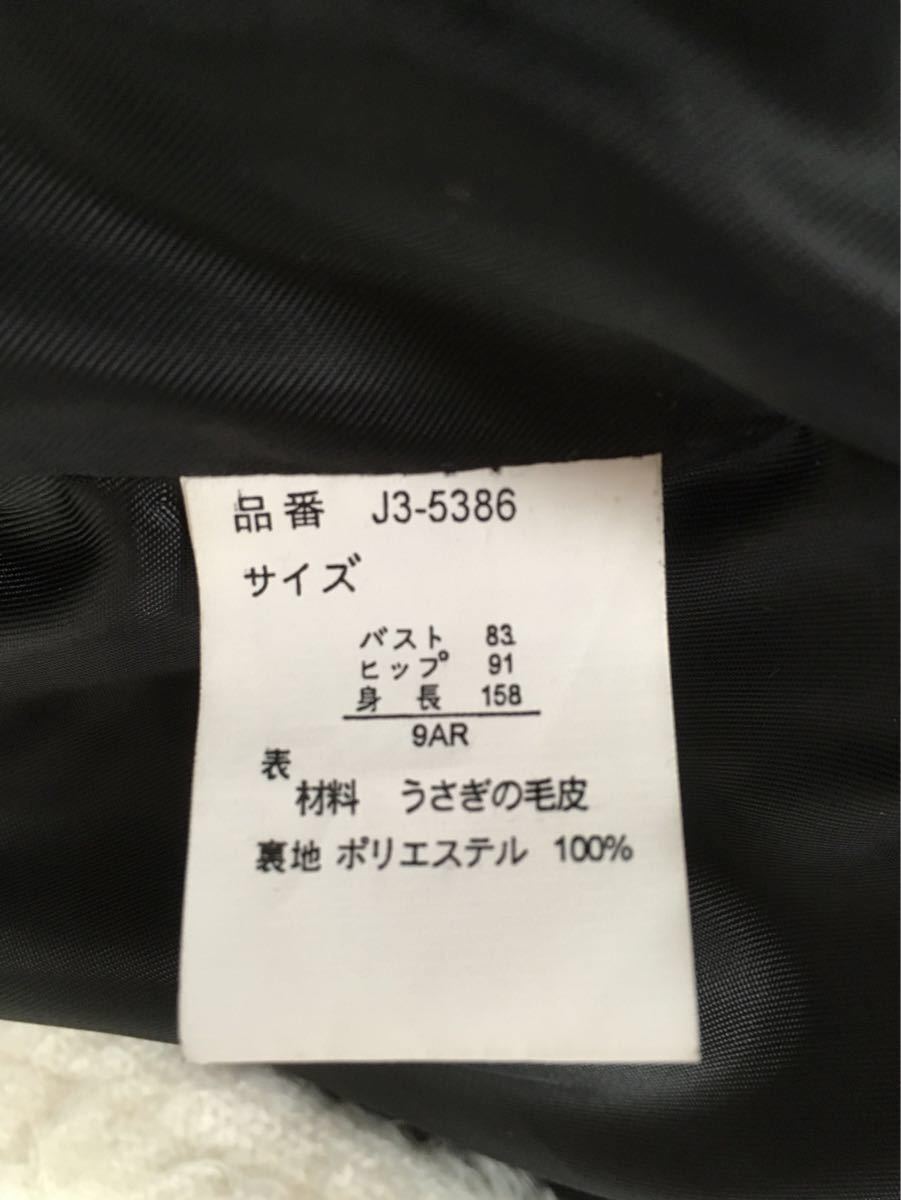 品番 J3-5386
サイズ
バスト 83
ヒップ 91
身長 158
9AR
表
材料 うさぎの毛皮
裏地 ポリエステル 100%